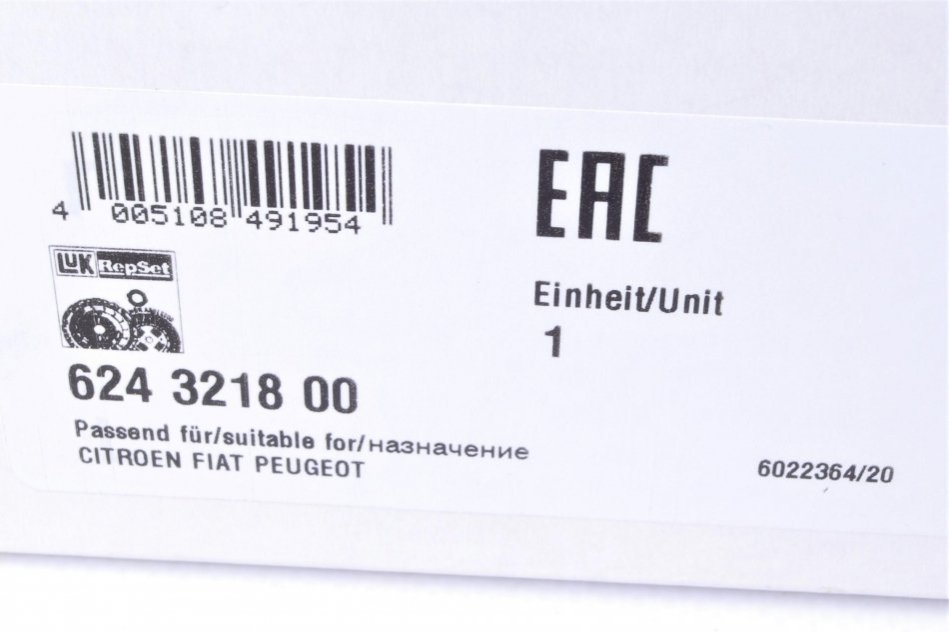 4 005108 491954
EAC
LuK RepSet
Einheit/Unit
1
624 3218 00
Passend für/suitable for/назначение
CITROEN FIAT PEUGEOT
6022364/20